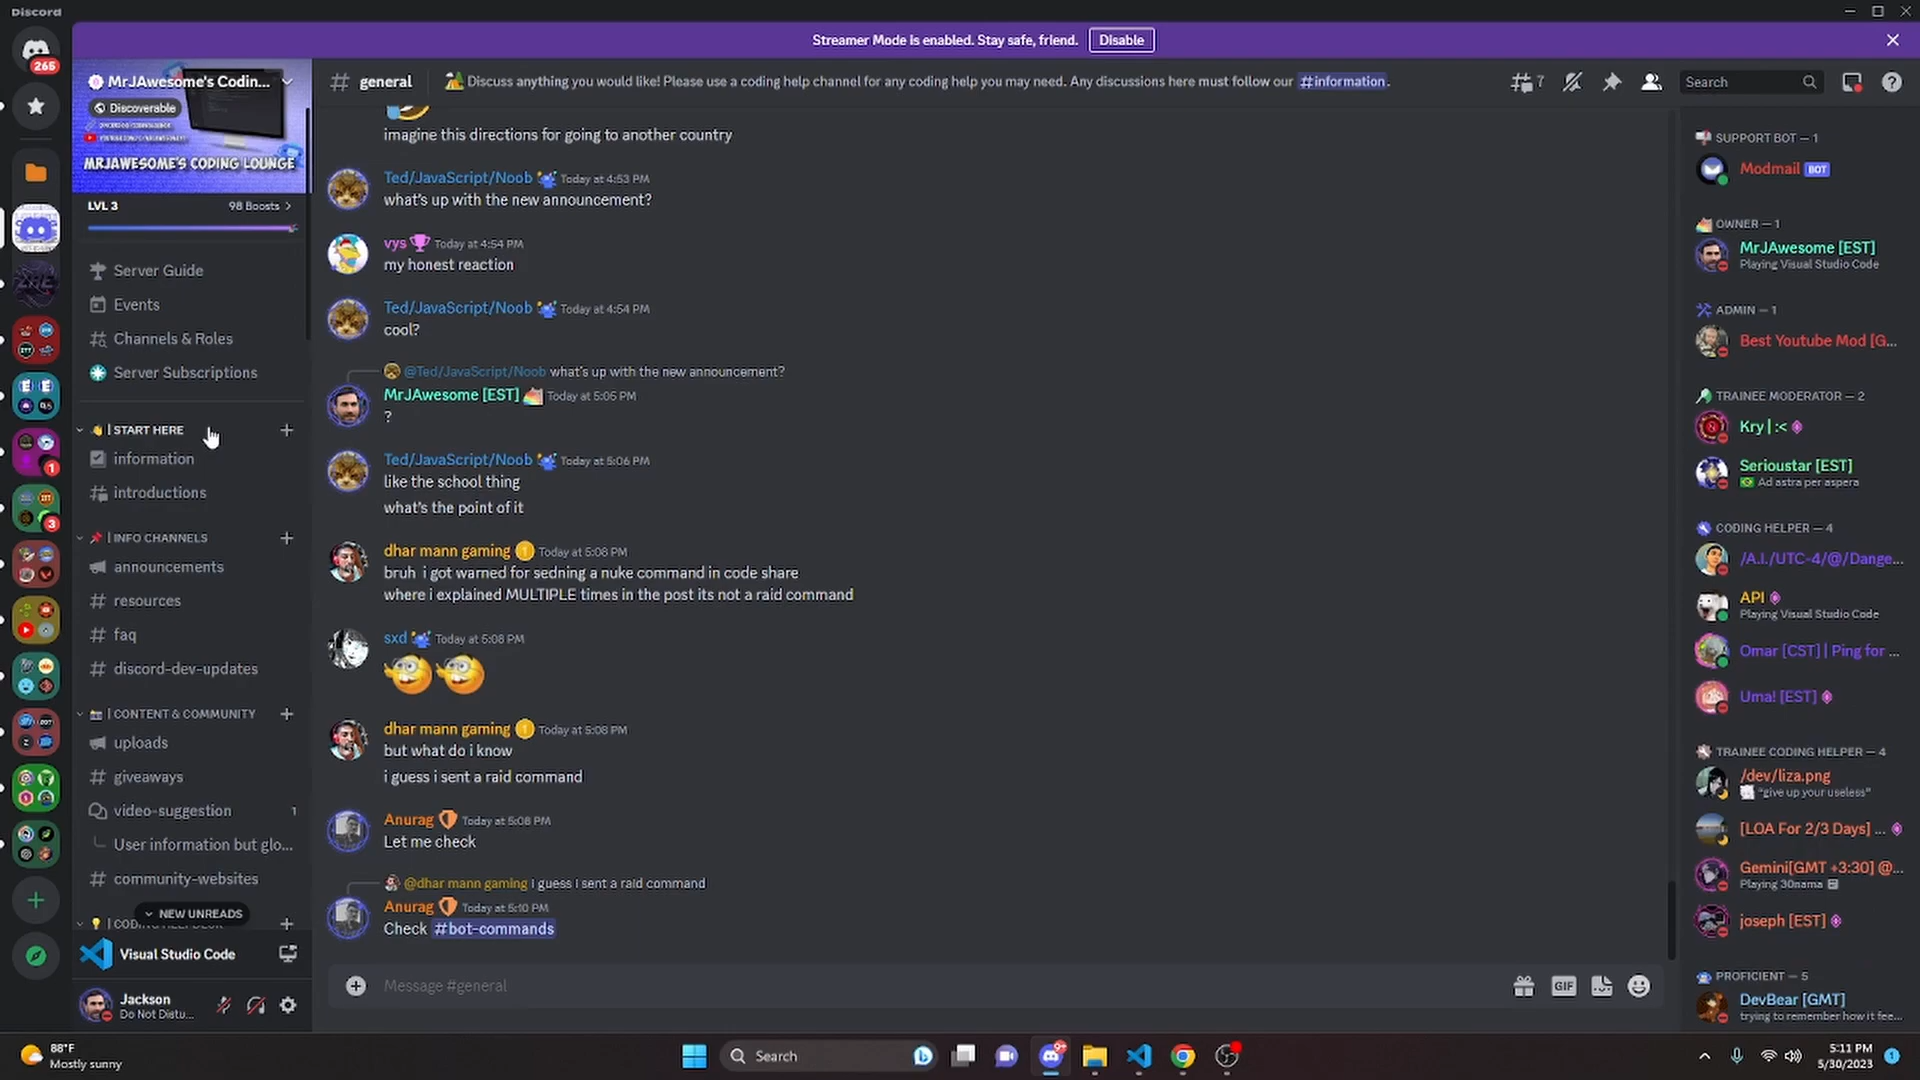 Discord
Streamer Mode is enabled. Stay safe, friend.
Disable
265
MrJAwesome's Codin...
Discoverable
MRJAWESOME'S CODING LOUNGE
LVL 3
98 Boosts
Server Guide
Events
Channels & Roles
Server Subscriptions
| START HERE
information
introductions
| INFO CHANNELS
announcements
resources
faq
discord-dev-updates
| CONTENT & COMMUNITY
uploads
giveaways
video-suggestion
1
User information but glo...
community-websites
NEW UNREADS
1
3
Visual Studio Code
Jackson
Do Not Distu...
general
Discuss anything you would like! Please use a coding help channel for any coding help you may need. Any discussions here must follow our #information.
7
Search
imagine this directions for going to another country
Ted/JavaScript/Noob Today at 4:53 PM
what's up with the new announcement?
vys Today at 4:54 PM
my honest reaction
Ted/JavaScript/Noob Today at 4:54 PM
cool?
@Ted/JavaScript/Noob what's up with the new announcement?
MrJAwesome [EST] Today at 5:05 PM
?
Ted/JavaScript/Noob Today at 5:06 PM
like the school thing
what's the point of it
dhar mann gaming Today at 5:08 PM
bruh i got warned for sedning a nuke command in code share
where i explained MULTIPLE times in the post its not a raid command
sxd Today at 5:08 PM
dhar mann gaming Today at 5:08 PM
but what do i know
i guess i sent a raid command
Anurag Today at 5:08 PM
Let me check
@dhar mann gaming i guess i sent a raid command
Anurag Today at 5:10 PM
Check #bot-commands
Message #general
GIF
SUPPORT BOT — 1
Modmail BOT
OWNER — 1
MrJAwesome [EST]
Playing Visual Studio Code
ADMIN — 1
Best Youtube Mod [G...
TRAINEE MODERATOR — 2
Kry | :<
Serioustar [EST]
Ad astra per aspera
CODING HELPER — 4
/A.I./UTC-4/@/Dange...
API
Playing Visual Studio Code
Omar [CST] | Ping for ...
Uma! [EST]
TRAINEE CODING HELPER — 4
/dev/liza.png
"give up your useless"
[LOA For 2/3 Days] ...
Gemini[GMT +3:30] @...
Playing 30nama
joseph [EST]
PROFICIENT — 5
DevBear [GMT]
trying to remember how it fee...
88°F
Mostly sunny
Search
9+
5:11 PM
5/30/2023
1